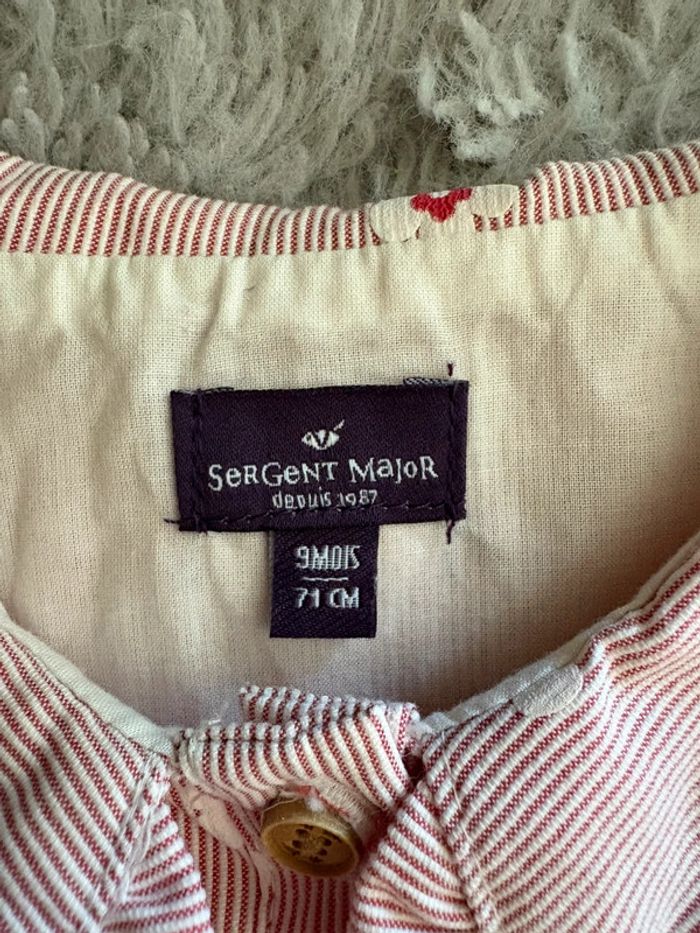 SerGeNT MaJoR
depuis 1987
9MOIS
71 CM